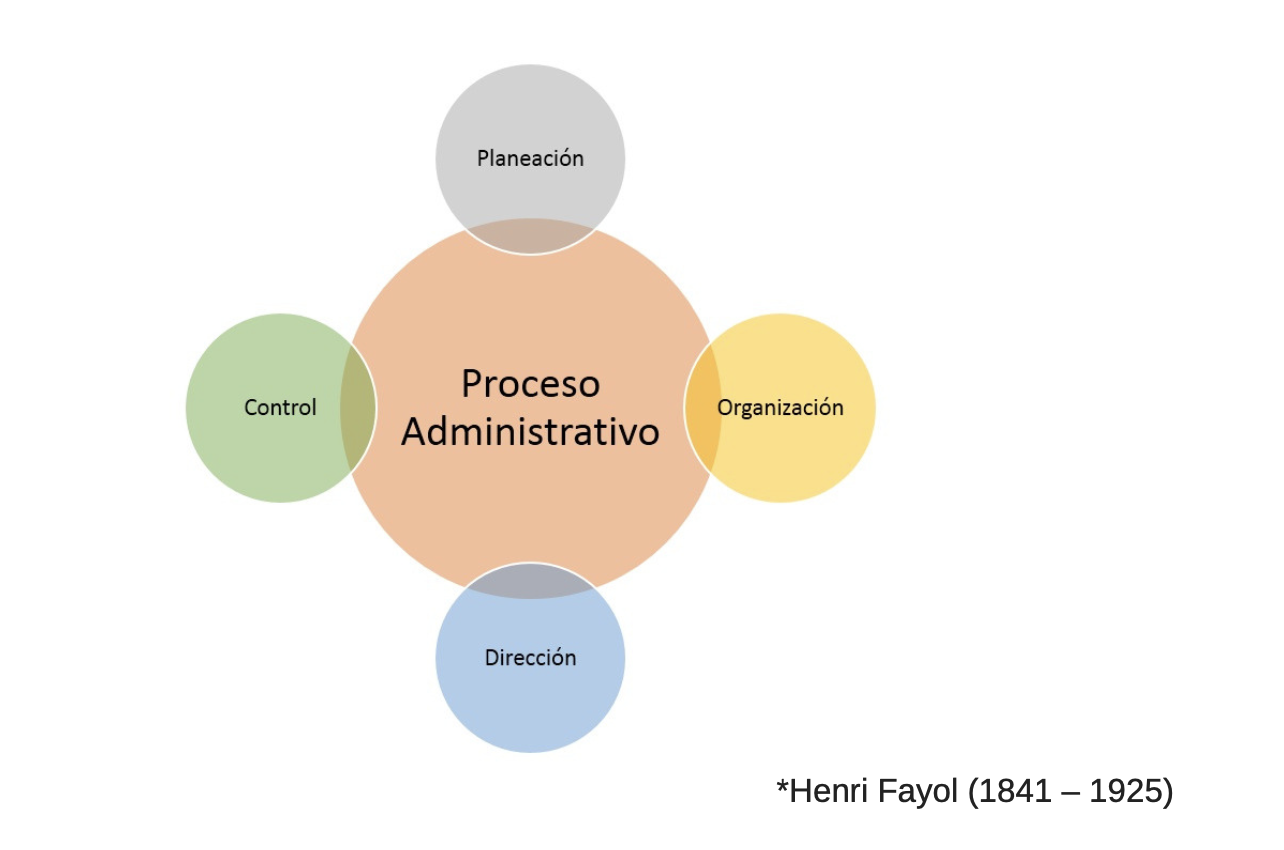 Planeación
Control
Proceso
Administrativo
Organización
Dirección
*Henri Fayol (1841 – 1925)